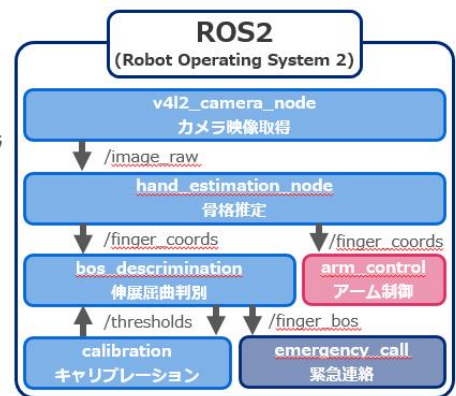 ROS2
(Robot Operating System 2)
v4l2_camera_node
カメラ映像取得
/image_raw
hand_estimation_node
骨格推定
/finger_coords
/finger_coords
bos_descrimination
伸展屈曲判別
arm_control
アーム制御
/thresholds
/finger_bos
calibration
キャリブレーション
emergency_call
緊急連絡